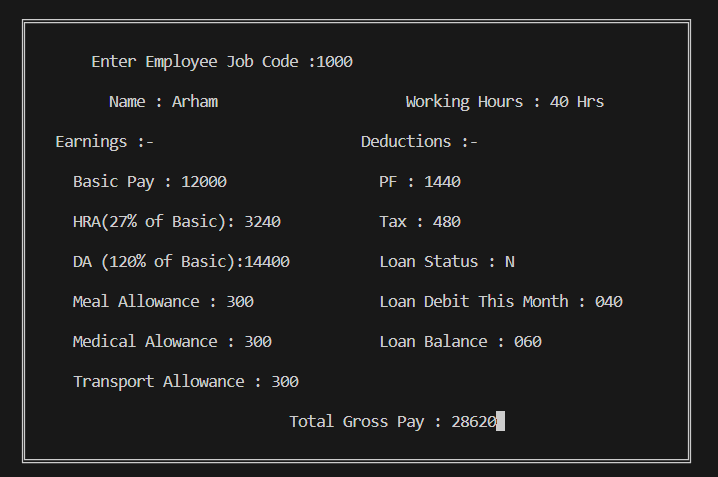 Enter Employee Job Code :1000
Name : Arham Working Hours : 40 Hrs
Earnings :- Deductions :-
Basic Pay : 12000 PF : 1440
HRA(27% of Basic): 3240 Tax : 480
DA (120% of Basic):14400 Loan Status : N
Meal Allowance : 300 Loan Debit This Month : 040
Medical Alowance : 300 Loan Balance : 060
Transport Allowance : 300
Total Gross Pay : 28620